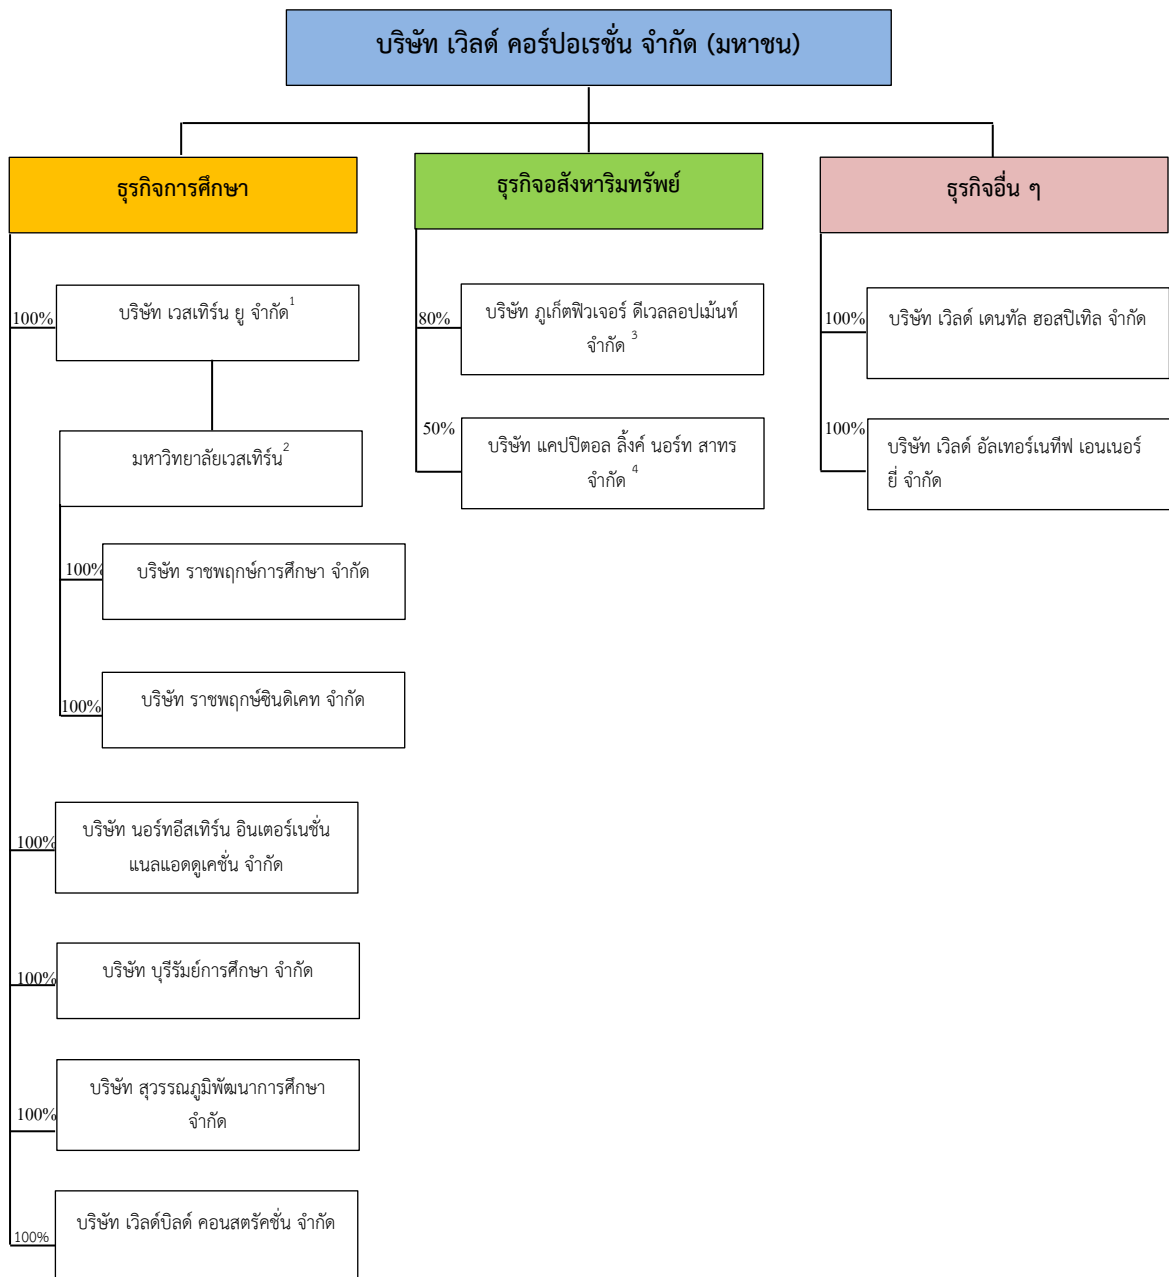 บริษัท เวิลด์ คอร์ปอเรชั่น จำกัด (มหาชน)
ธุรกิจการศึกษา
ธุรกิจอสังหาริมทรัพย์
ธุรกิจอื่น ๆ
100%
บริษัท เวสเทิร์น ยู จำกัด1
มหาวิทยาลัยเวสเทิร์น2
100%
บริษัท ราชพฤกษ์การศึกษา จำกัด
100%
บริษัท ราชพฤกษ์ซินดิเคท จำกัด
100%
บริษัท นอร์ทอีสเทิร์น อินเตอร์เนชั่น
แนลแอดดูเคชั่น จำกัด
100%
บริษัท บุรีรัมย์การศึกษา จำกัด
100%
บริษัท สุวรรณภูมิพัฒนาการศึกษา
จำกัด
100%
บริษัท เวิลด์บิลด์ คอนสตรัคชั่น จำกัด
80%
บริษัท ภูเก็ตฟิวเจอร์ ดีเวลลอปเม้นท์
จำกัด 3
50%
บริษัท แคปปิตอล ลิ้งค์ นอร์ท สาทร
จำกัด 4
100%
บริษัท เวิลด์ เดนทัล ฮอสปิเทิล จำกัด
100%
บริษัท เวิลด์ อัลเทอร์เนทีฟ เอนเนอร์
ยี่ จำกัด